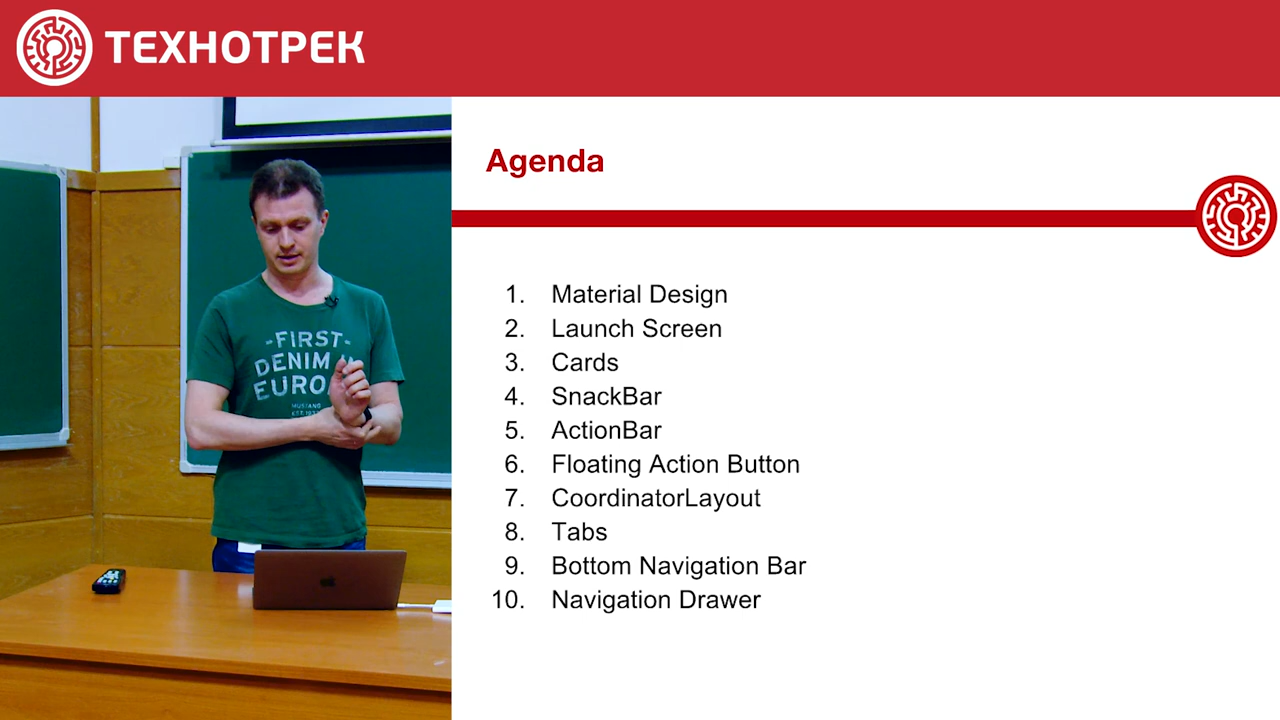 ТЕХНОТРЕК
Agenda
-FIRST-
DENIM
MUSTANG
1. Material Design
2. Launch Screen
3. Cards
4. SnackBar
5. ActionBar
6. Floating Action Button
7. CoordinatorLayout
8. Tabs
9. Bottom Navigation Bar
10. Navigation Drawer